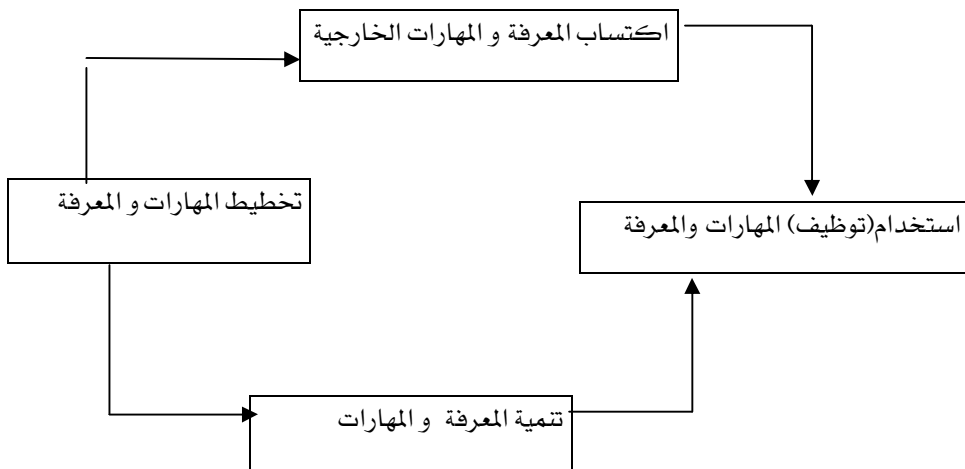 اكتساب المعرفة و المهارات الخارجية
تخطيط المهارات و المعرفة
استخدام(توظيف) المهارات والمعرفة
تنمية المعرفة و المهارات